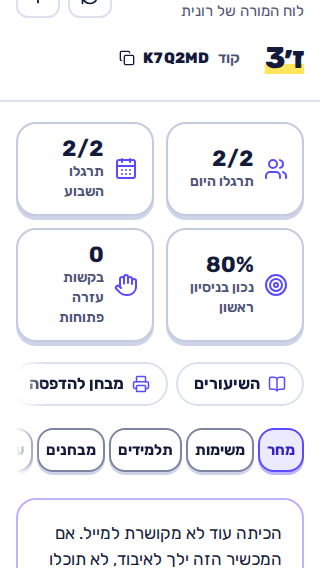 לוח המורה של רונית
ז׳3
קוד K7Q2MD
2/2
תרגלו היום
2/2
תרגלו
השבוע
80%
נכון בניסיון
ראשון
0
בקשות
עזרה
פתוחות
השיעורים
מבחן להדפסה
מחר
משימות
תלמידים
מבחנים
הכיתה עוד לא מקושרת למייל. אם
המכשיר הזה ילך לאיבוד, לא תוכלו